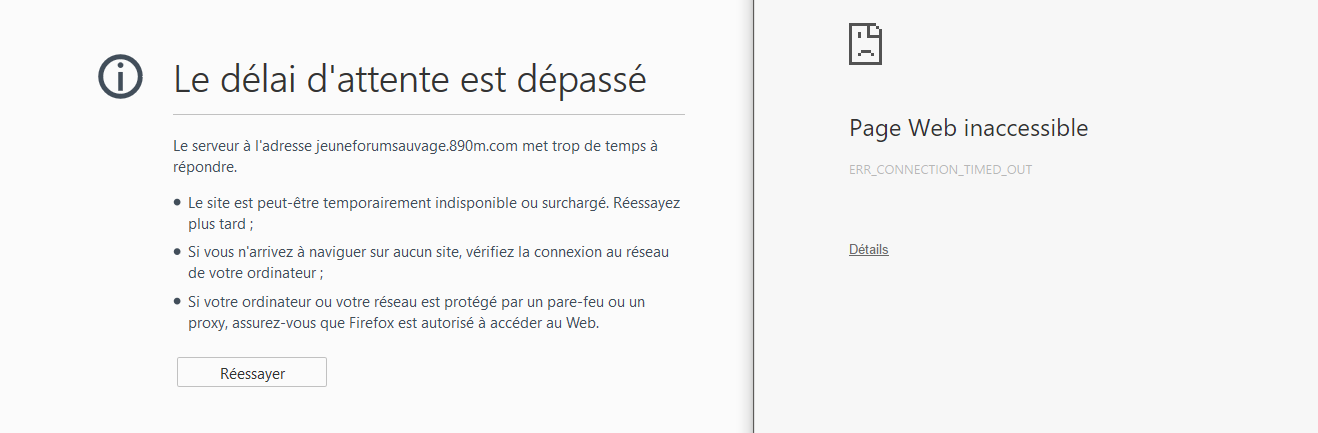 Le délai d'attente est dépassé
Le serveur à l'adresse jeuneforumsauvage.890m.com met trop de temps à
répondre.
Le site est peut-être temporairement indisponible ou surchargé. Réessayez
plus tard ;
Si vous n'arrivez à naviguer sur aucun site, vérifiez la connexion au réseau
de votre ordinateur ;
Si votre ordinateur ou votre réseau est protégé par un pare-feu ou un
proxy, assurez-vous que Firefox est autorisé à accéder au Web.
Réessayer
Page Web inaccessible
ERR_CONNECTION_TIMED_OUT
Détails